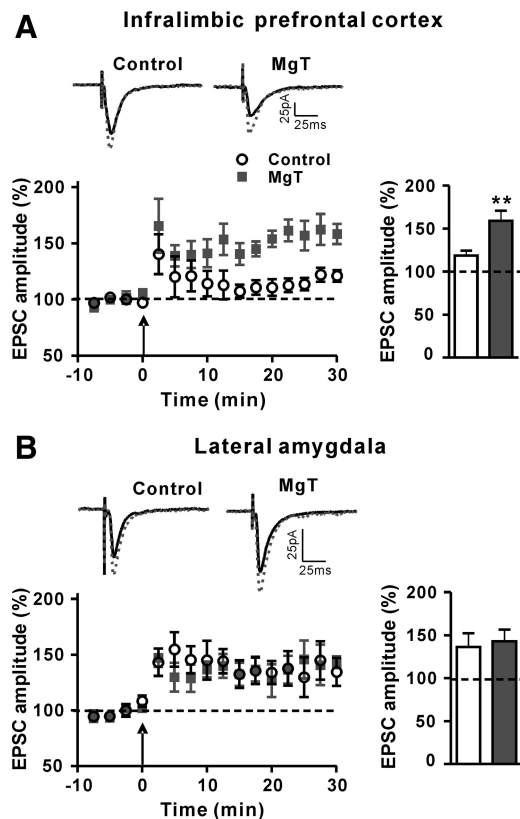 A
Infralimbic prefrontal cortex
Control
MgT
25pA
25ms
Control
MgT
EPSC amplitude (%)
200
150
100
50
-10 0 10 20 30
Time (min)
EPSC amplitude (%)
200
150
100
50
0
**
B
Lateral amygdala
Control
MgT
25pA
25ms
EPSC amplitude (%)
200
150
100
50
-10 0 10 20 30
Time (min)
EPSC amplitude (%)
200
150
100
50
0